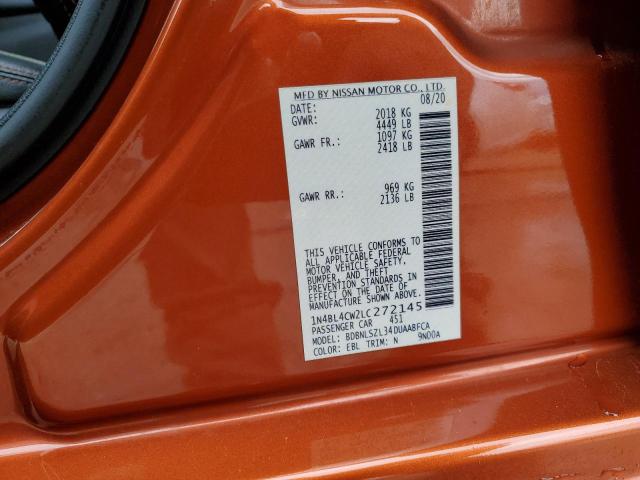 MFD BY NISSAN MOTOR CO., LTD.
DATE: 08/20
GVWR: 2018 KG
4449 LB
GAWR FR.: 1097 KG
2418 LB
GAWR RR.: 969 KG
2136 LB
THIS VEHICLE CONFORMS TO
ALL APPLICABLE FEDERAL
MOTOR VEHICLE SAFETY,
BUMPER, AND THEFT
PREVENTION STANDARDS IN
EFFECT ON THE DATE OF
MANUFACTURE SHOWN ABOVE.
1N4BL4CW2LC272145
PASSENGER CAR 451
MODEL: BDBNLSZL34DUAABFCA
COLOR: EBL TRIM: N 9N00A